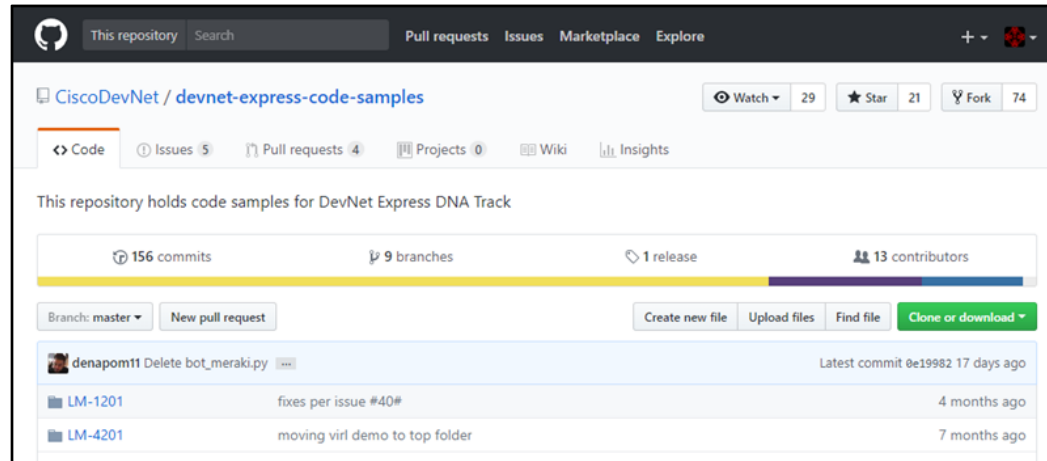 This repository Search Pull requests Issues Marketplace Explore
CiscoDevNet / devnet-express-code-samples Watch 29 Star 21 Fork 74
<> Code Issues 5 Pull requests 4 Projects 0 Wiki Insights
This repository holds code samples for DevNet Express DNA Track
156 commits 9 branches 1 release 13 contributors
Branch: master New pull request Create new file Upload files Find file Clone or download
denapom11 Delete bot_meraki.py ... Latest commit 0e19982 17 days ago
LM-1201 fixes per issue #40# 4 months ago
LM-4201 moving virl demo to top folder 7 months ago